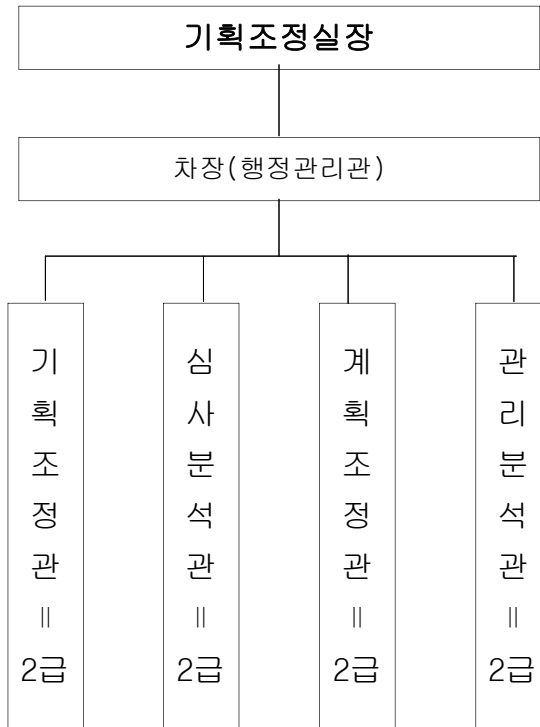 기획조정실장
차장(행정관리관)
기획조정관 = 2급
심사분석관 = 2급
계획조정관 = 2급
관리분석관 = 2급